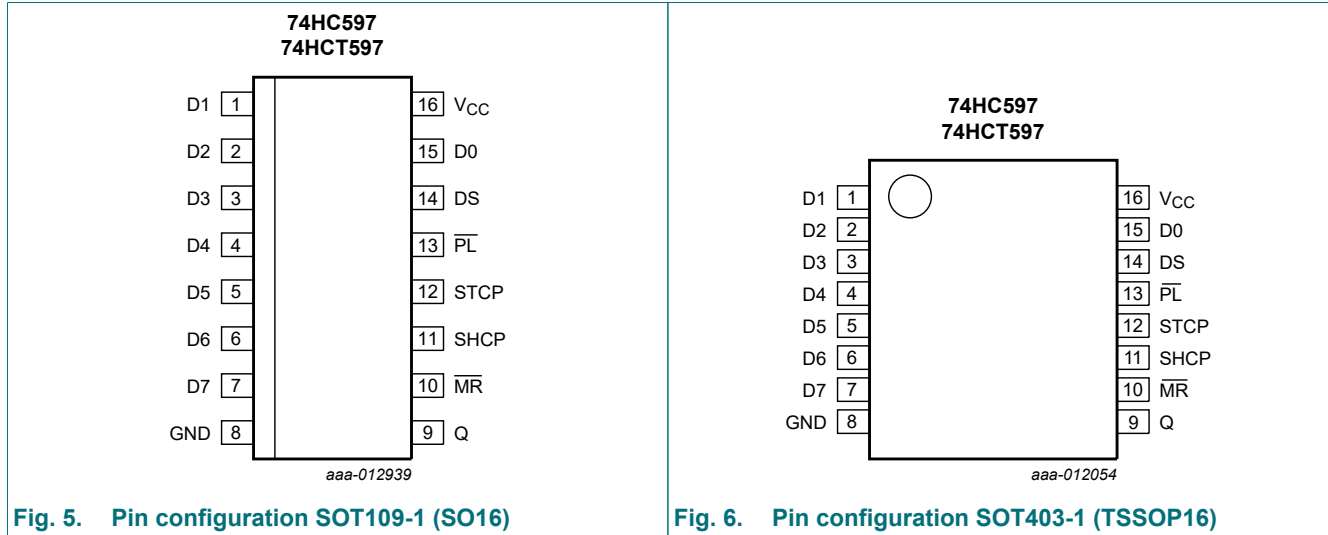 74HC597
74HCT597
D1 1 16 VCC
D2 2 15 D0
D3 3 14 DS
D4 4 13 P̅L̅
D5 5 12 STCP
D6 6 11 SHCP
D7 7 10 M̅R̅
GND 8 9 Q
aaa-012939
Fig. 5. Pin configuration SOT109-1 (SO16)
74HC597
74HCT597
D1 1 16 VCC
D2 2 15 D0
D3 3 14 DS
D4 4 13 P̅L̅
D5 5 12 STCP
D6 6 11 SHCP
D7 7 10 M̅R̅
GND 8 9 Q
aaa-012054
Fig. 6. Pin configuration SOT403-1 (TSSOP16)